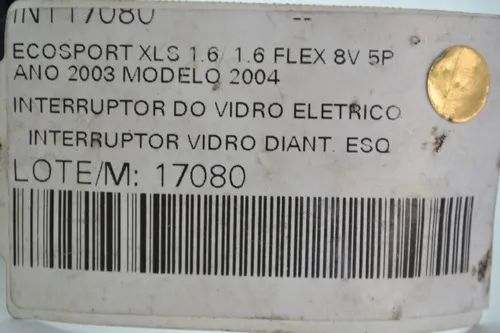 INT17080
ECOSPORT XLS 1.6/ 1.6 FLEX 8V 5P
ANO 2003 MODELO 2004
INTERRUPTOR DO VIDRO ELETRICO
INTERRUPTOR VIDRO DIANT. ESQ
LOTE/M: 17080